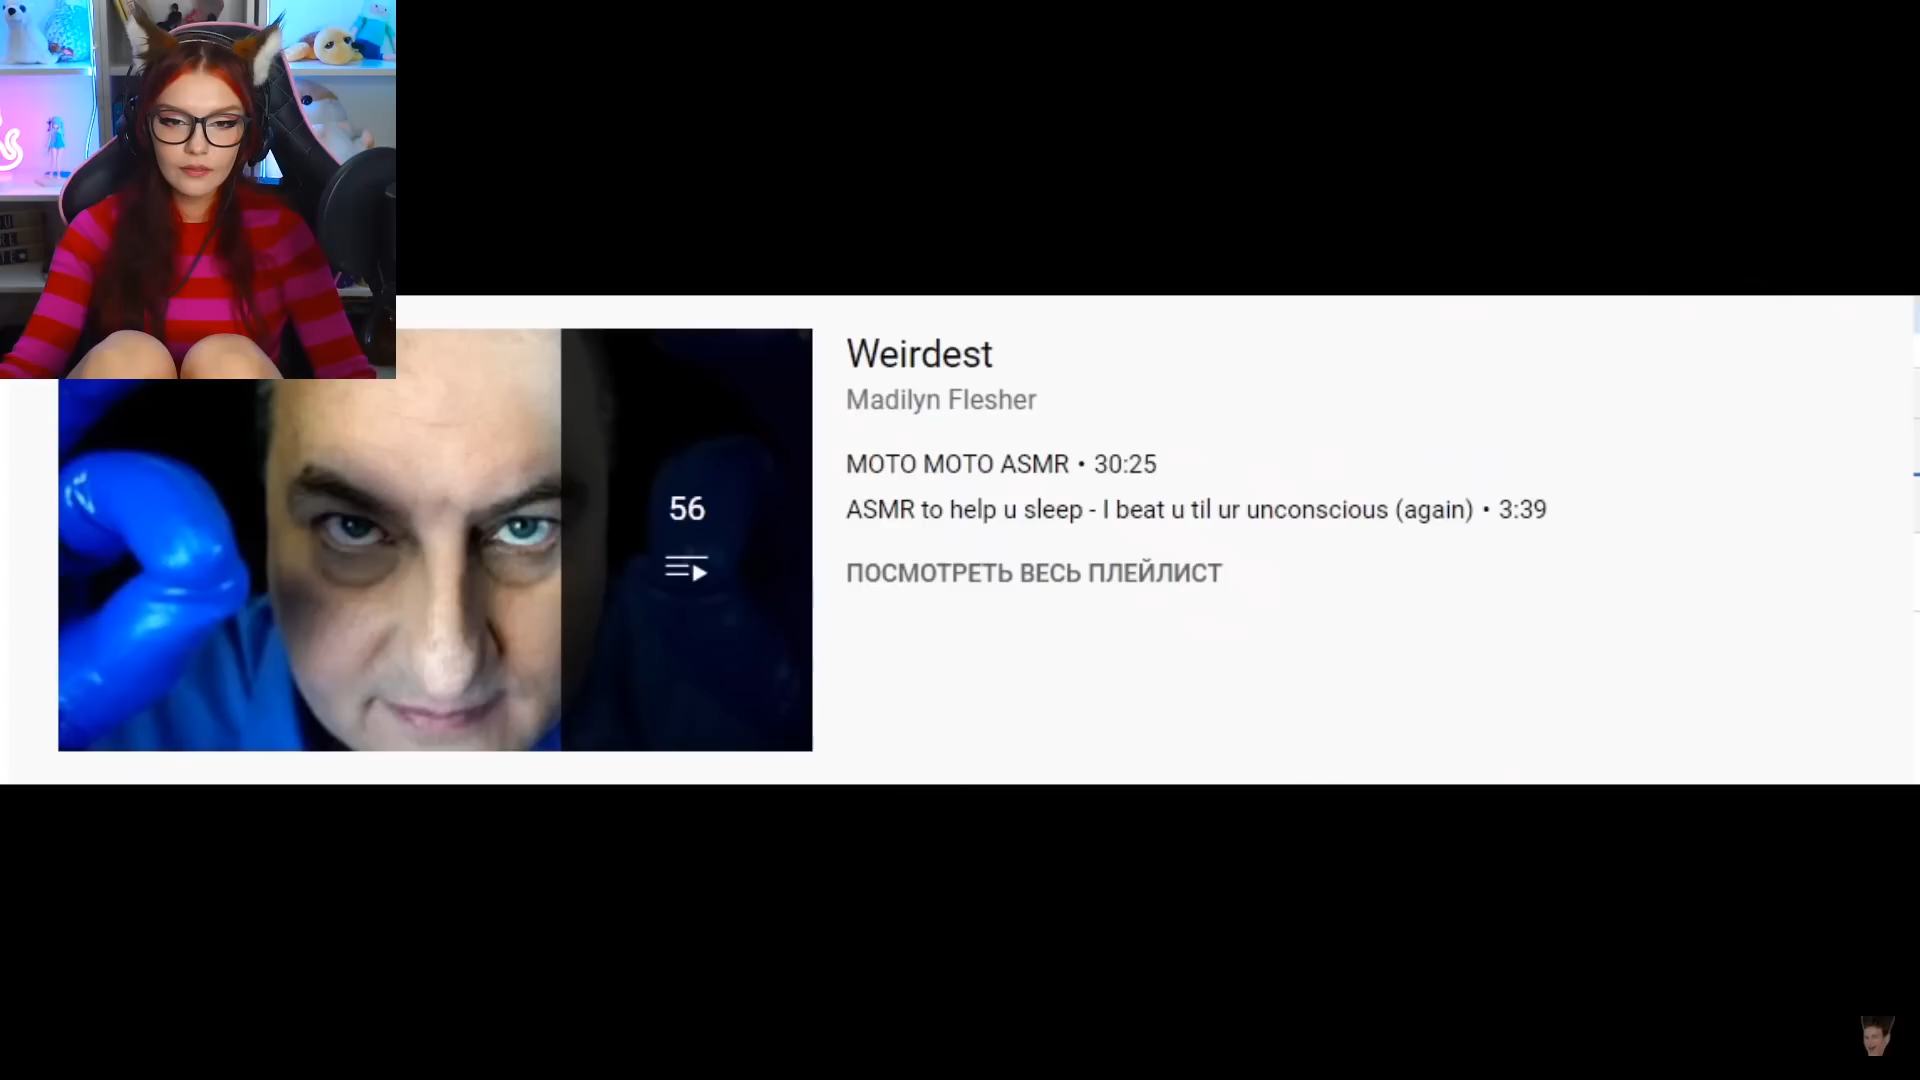 Weirdest
Madilyn Flesher
MOTO MOTO ASMR • 30:25
56
ASMR to help u sleep - I beat u til ur unconscious (again) • 3:39
ПОСМОТРЕТЬ ВЕСЬ ПЛЕЙЛИСТ